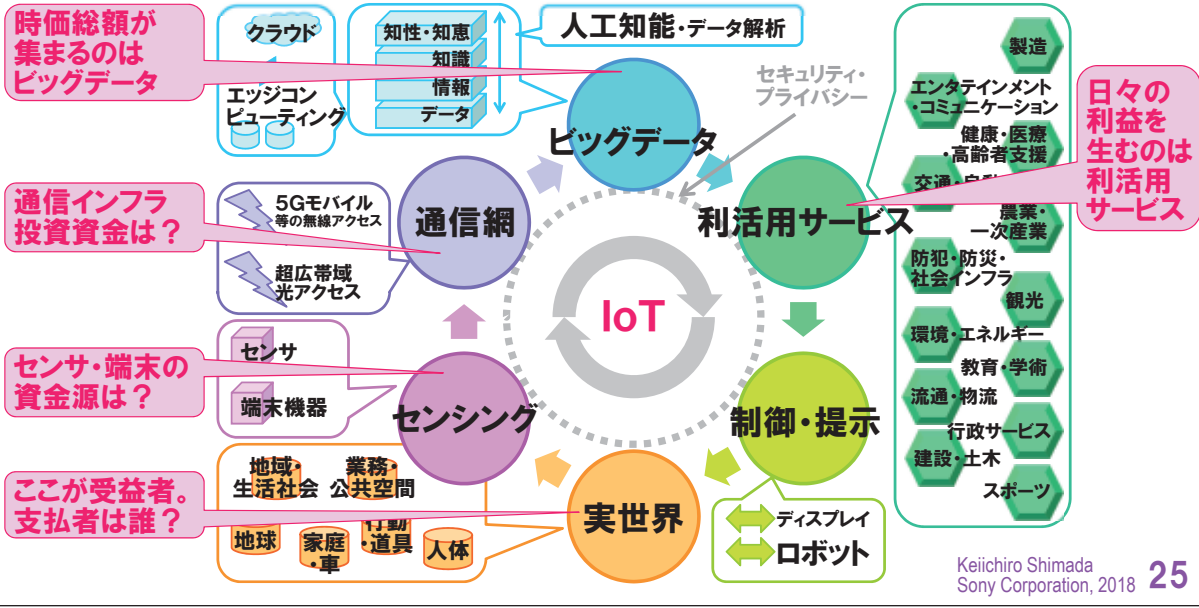 時価総額が
集まるのは
ビッグデータ
クラウド
エッジコン
ピューティング
知性・知恵
知識
情報
データ
人工知能・データ解析
セキュリティ・
プライバシー
ビッグデータ
通信インフラ
投資資金は？
5Gモバイル
等の無線アクセス
超広帯域
光アクセス
通信網
利活用サービス
IoT
センサ・端末の
資金源は？
センサ
端末機器
センシング
制御・提示
ここが受益者。
支払者は誰？
地域・
生活社会
業務・
公共空間
地球
家庭
・車
行動
・道具
人体
実世界
ディスプレイ
ロボット
製造
エンタテインメント
・コミュニケーション
健康・医療
・高齢者支援
交通・自動
農業・
一次産業
防犯・防災・
社会インフラ
観光
環境・エネルギー
教育・学術
流通・物流
行政サービス
建設・土木
スポーツ
日々の
利益を
生むのは
利活用
サービス
Keiichiro Shimada
Sony Corporation, 2018
25